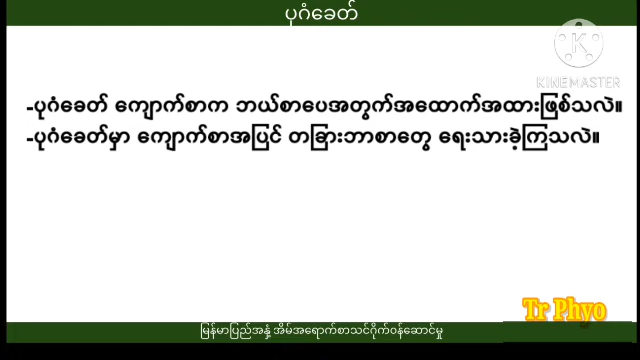 ပုဂံခေတ်
K
KINEMASTER
-ပုဂံခေတ် ကျောက်စာက ဘယ်စာပေအတွက်အထောက်အထားဖြစ်သလဲ။
-ပုဂံခေတ်မှာ ကျောက်စာအပြင် တခြားဘာစာတွေ ရေးသားခဲ့ကြသလဲ။
Tr Phyo
မြန်မာပြည်အနှံ့ အိမ်အရောက်စာသင်ဂိုက်ဝန်ဆောင်မှု